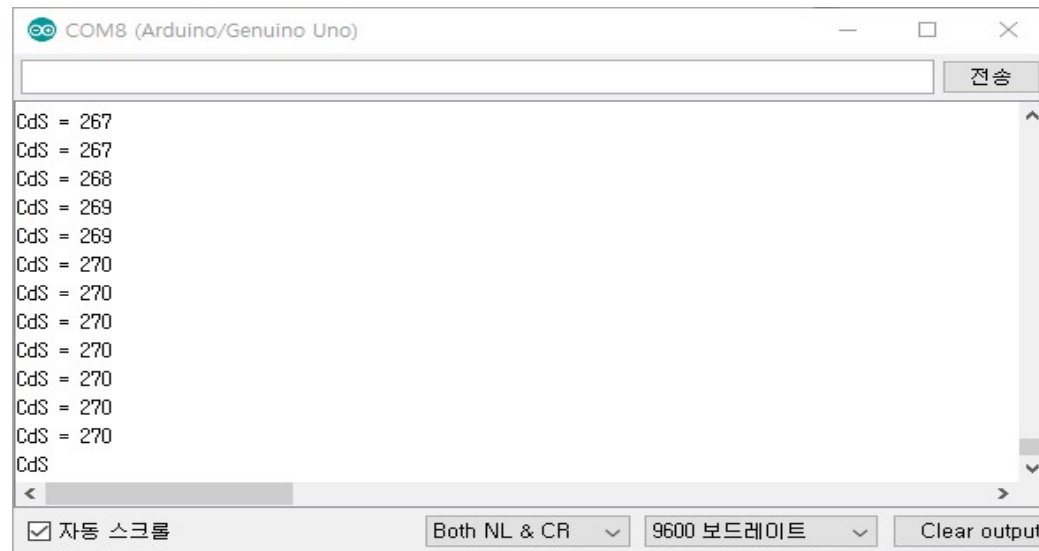 COM8 (Arduino/Genuino Uno)
전송
CdS = 267
CdS = 267
CdS = 268
CdS = 269
CdS = 269
CdS = 270
CdS = 270
CdS = 270
CdS = 270
CdS = 270
CdS = 270
CdS = 270
CdS
자동 스크롤 Both NL & CR 9600 보드레이트 Clear output